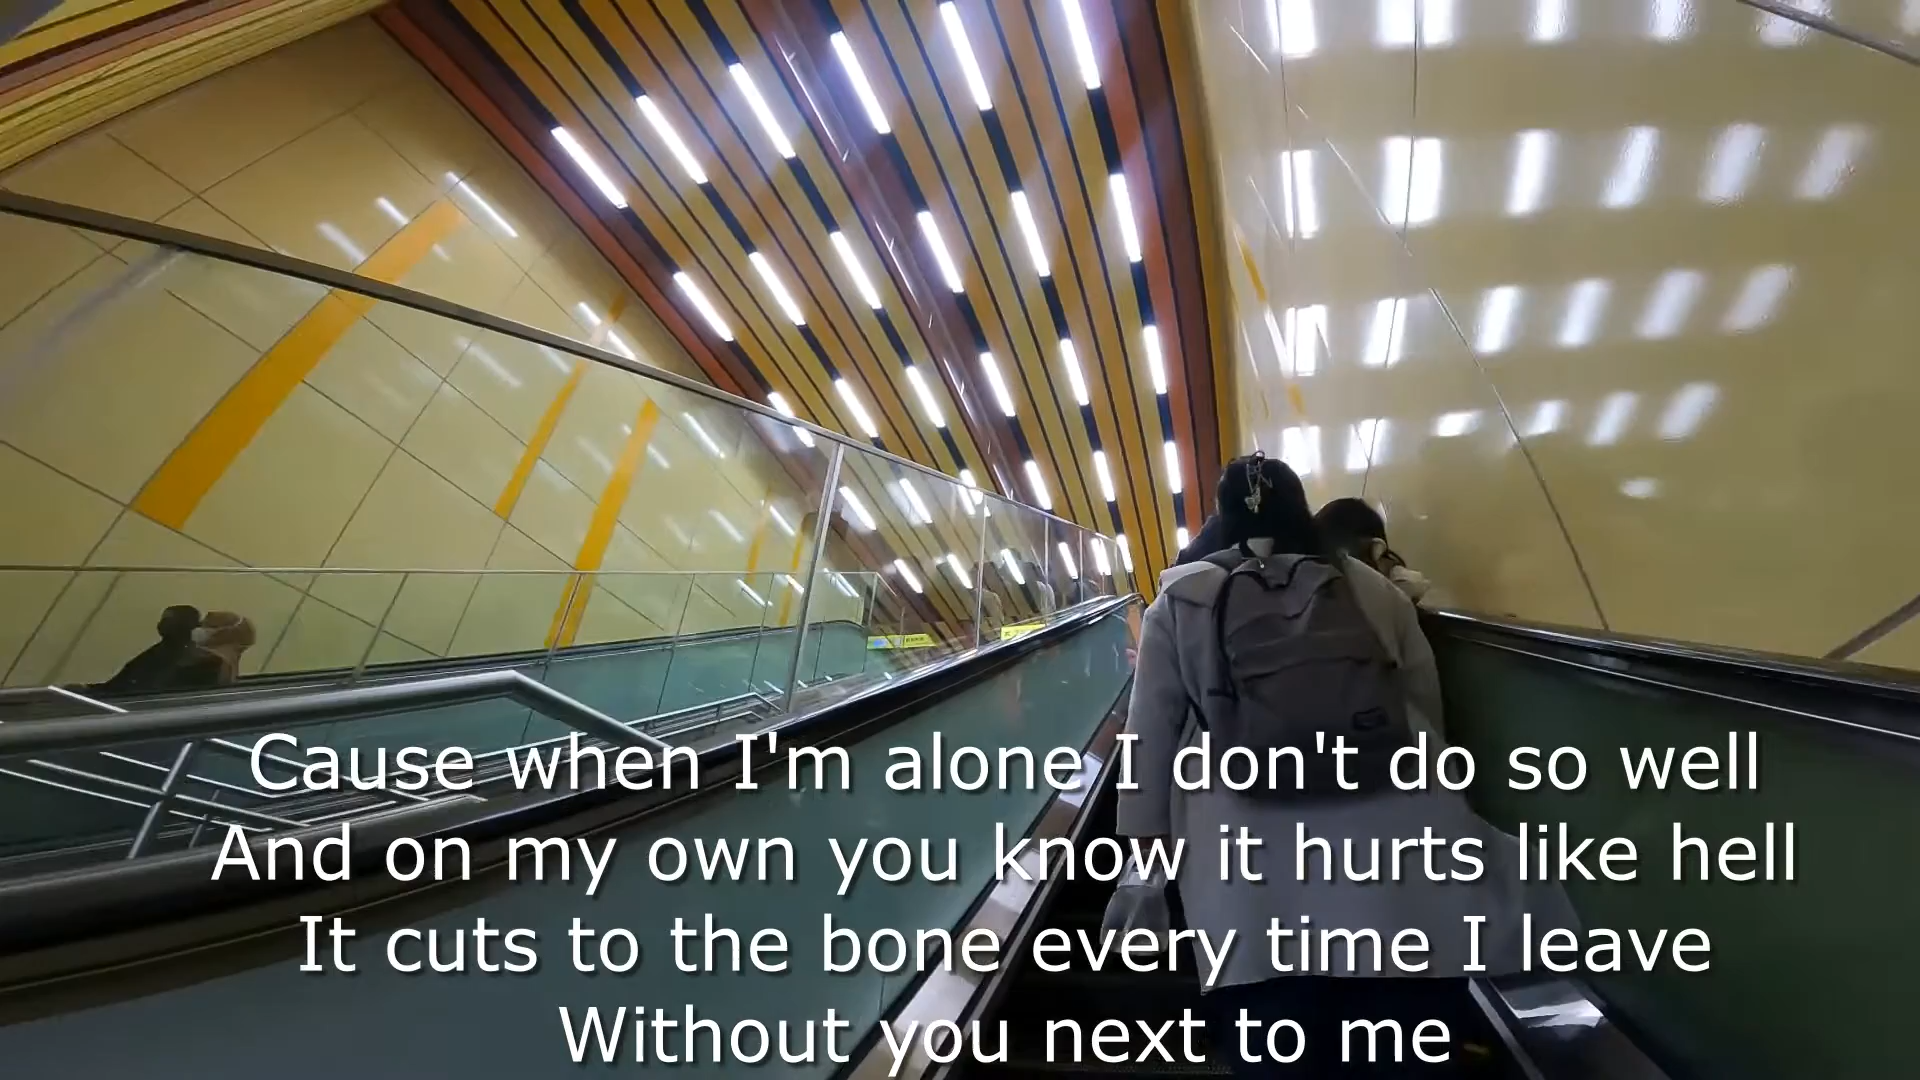 Cause when I'm alone I don't do so well
And on my own you know it hurts like hell
It cuts to the bone every time I leave
Without you next to me